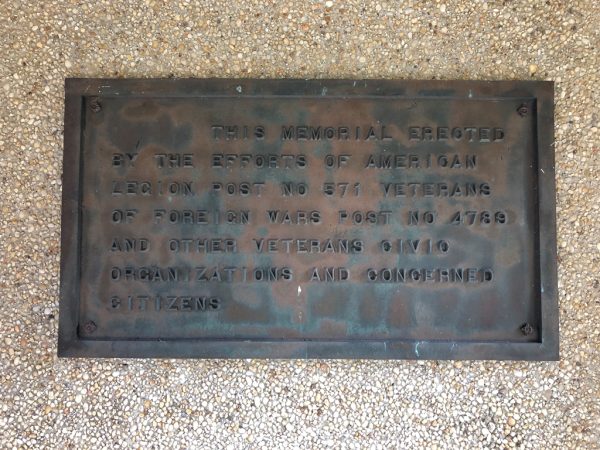 THIS MEMORIAL ERECTED
BY THE EFFORTS OF AMERICAN
LEGION POST NO 571 VETERANS
OF FOREIGN WARS POST NO 4789
AND OTHER VETERANS CIVIC
ORGANIZATIONS AND CONCERNED
CITIZENS